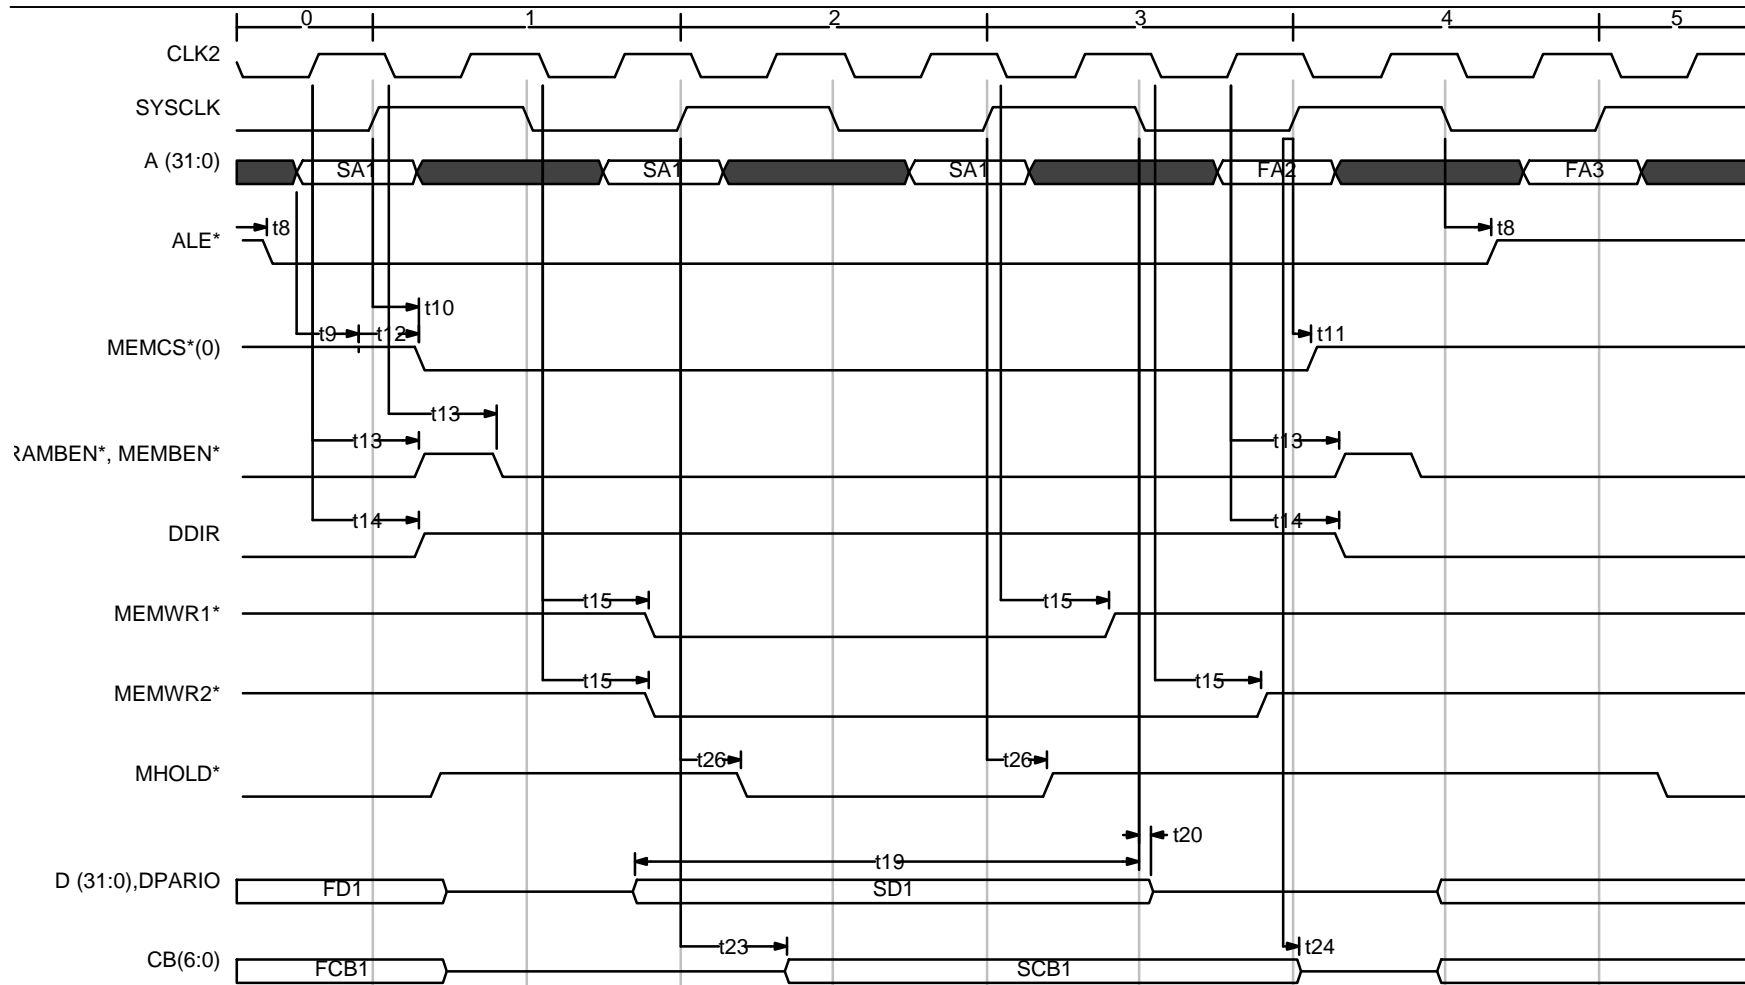 0 1 2 3 4 5
CLK2
SYSCLK
A (31:0) SA1 SA1 SA1 FA2 FA3
t8 t8
ALE*
t10
t9 t12 t11
MEMCS*(0)
t13
t13 t13
RAMBEN*, MEMBEN*
t14 t14
DDIR
t15 t15
MEMWR1*
t15 t15
MEMWR2*
t26 t26
MHOLD*
t20
t19
D (31:0),DPARIO FD1 SD1
t23 t24
CB(6:0) FCB1 SCB1